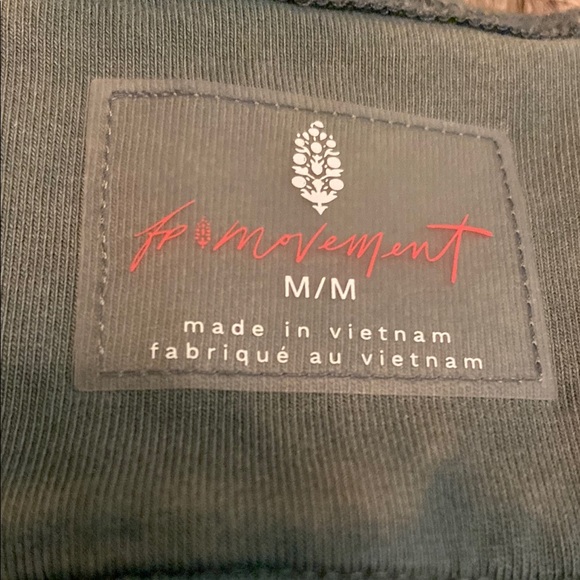 fp movement
M/M
made in vietnam
fabriqué au vietnam